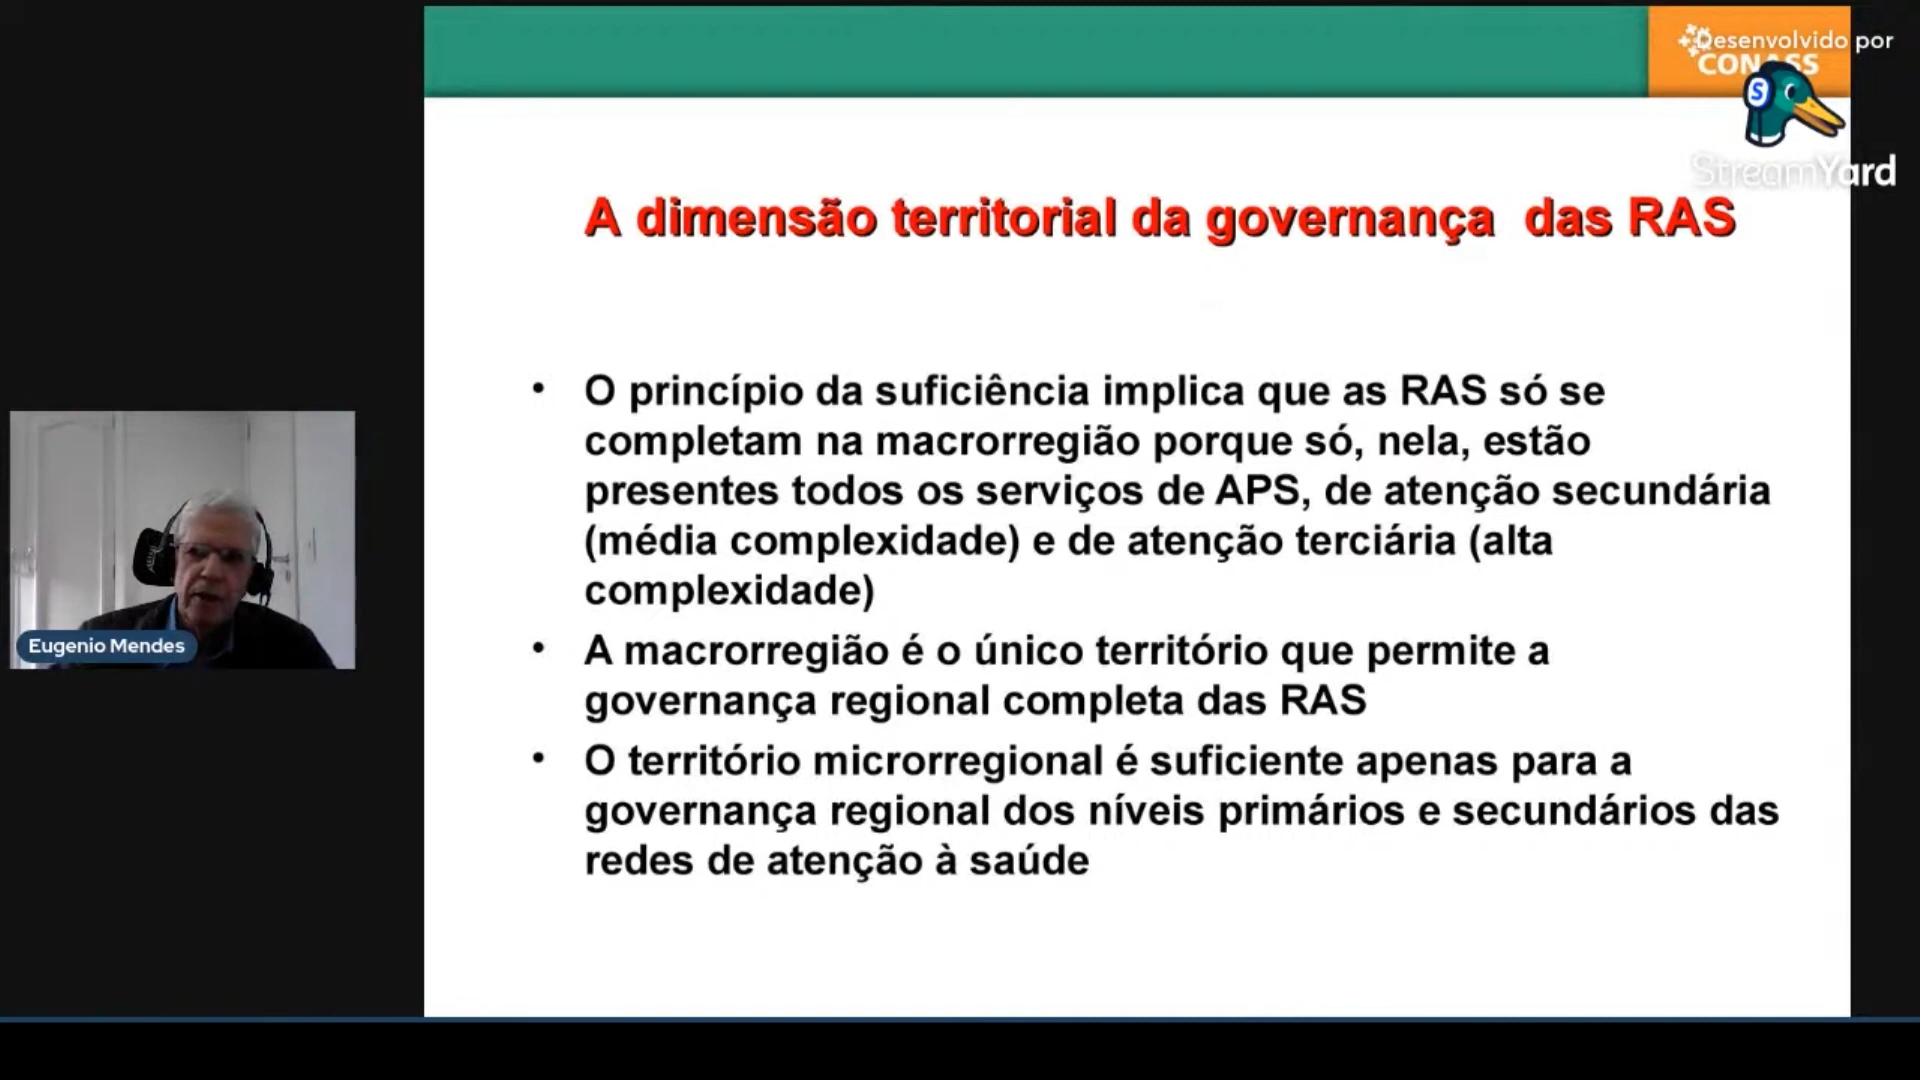 Desenvolvido por
CONASS
StreamYard
A dimensão territorial da governança das RAS
• O princípio da suficiência implica que as RAS só se
completam na macrorregião porque só, nela, estão
presentes todos os serviços de APS, de atenção secundária
(média complexidade) e de atenção terciária (alta
complexidade)
• A macrorregião é o único território que permite a
governança regional completa das RAS
• O território microrregional é suficiente apenas para a
governança regional dos níveis primários e secundários das
redes de atenção à saúde
Eugenio Mendes